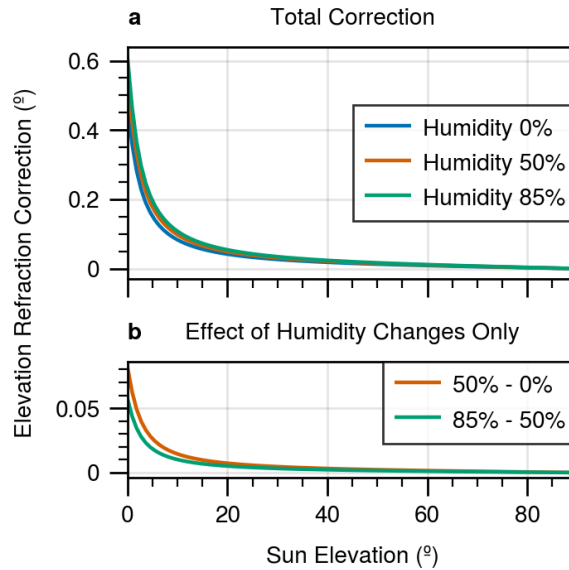 a Total Correction
Elevation Refraction Correction (º)
0.6
0.4
0.2
0
Humidity 0%
Humidity 50%
Humidity 85%
b Effect of Humidity Changes Only
0.05
0
50% - 0%
85% - 50%
0 20 40 60 80
Sun Elevation (º)